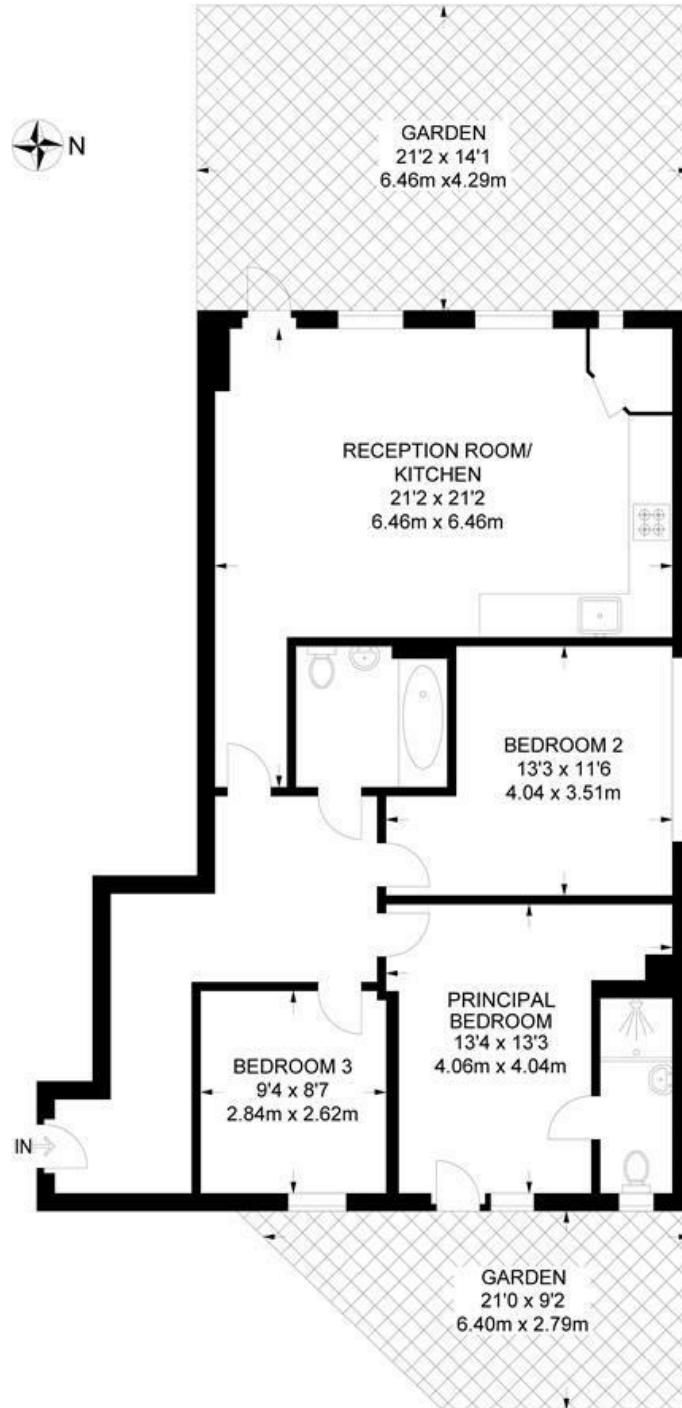 N
GARDEN
21'2 x 14'1
6.46m x4.29m
RECEPTION ROOM/
KITCHEN
21'2 x 21'2
6.46m x 6.46m
BEDROOM 2
13'3 x 11'6
4.04 x 3.51m
PRINCIPAL
BEDROOM
13'4 x 13'3
4.06m x 4.04m
BEDROOM 3
9'4 x 8'7
2.84m x 2.62m
IN
GARDEN
21'0 x 9'2
6.40m x 2.79m